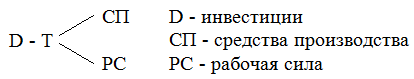 СП D - инвестиции
D - T СП - средства производства
РС РС - рабочая сила